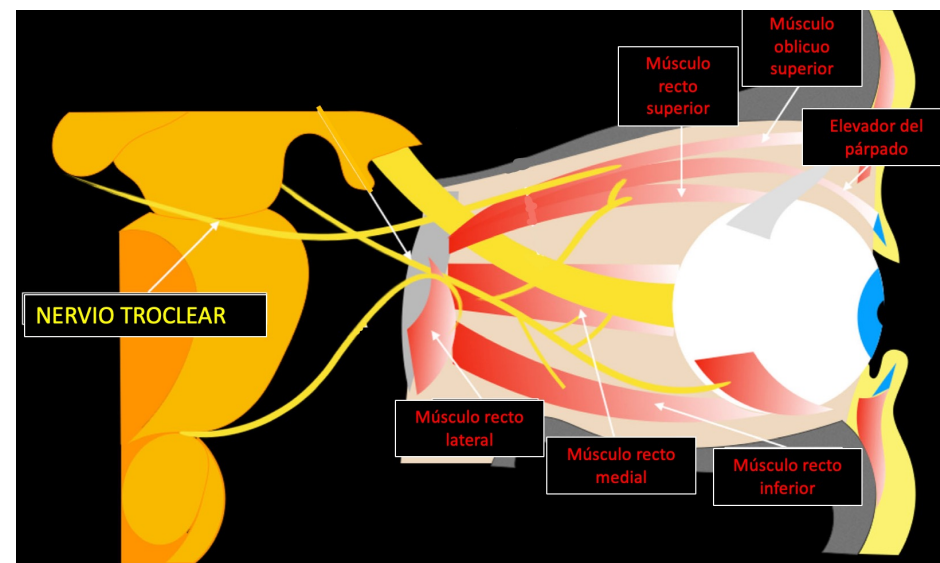 Músculo
oblicuo
superior
Músculo
recto
superior
Elevador del
párpado
NERVIO TROCLEAR
Músculo recto
lateral
Músculo recto
medial
Músculo recto
inferior